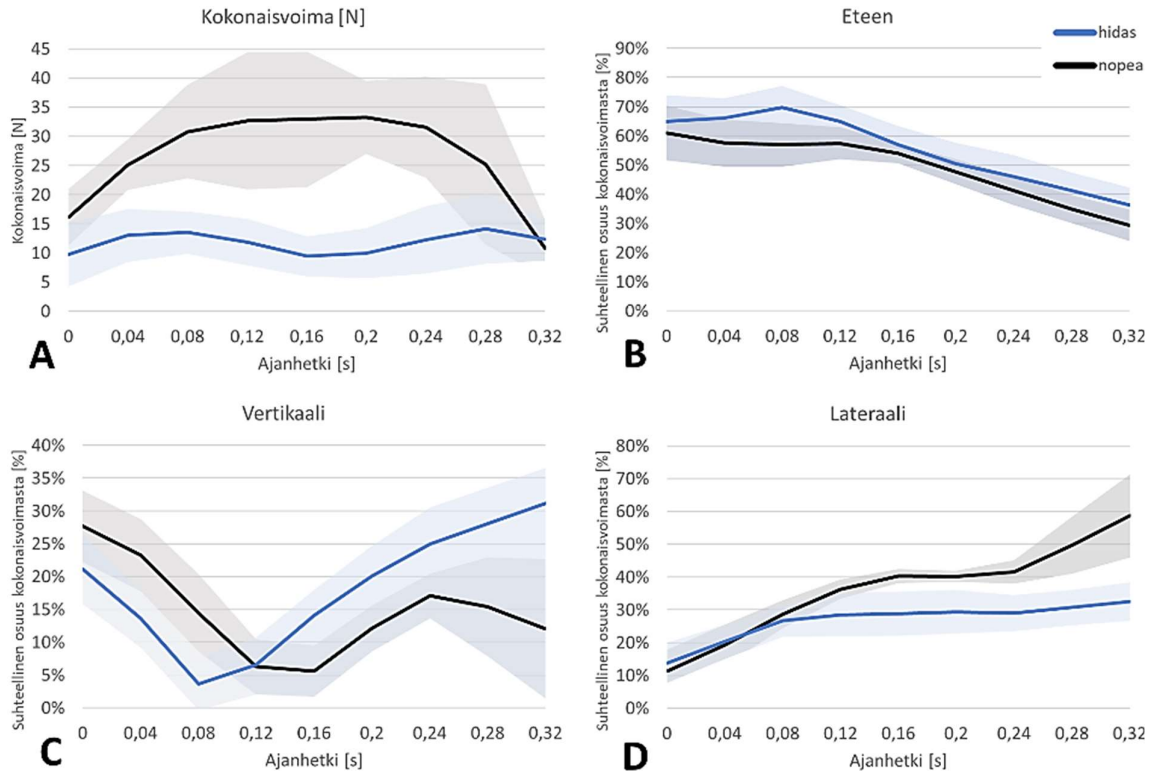 Kokonaisvoima [N]
Kokonaisvoima [N]
45
40
35
30
25
20
15
10
5
0
0 0,04 0,08 0,12 0,16 0,2 0,24 0,28 0,32
Ajanhetki [s]
A
Eteen
hidas
nopea
Suhteellinen osuus kokonaisvoimasta [%]
90%
80%
70%
60%
50%
40%
30%
20%
10%
0%
0 0,04 0,08 0,12 0,16 0,2 0,24 0,28 0,32
Ajanhetki [s]
B
Vertikaali
Suhteellinen osuus kokonaisvoimasta [%]
40%
35%
30%
25%
20%
15%
10%
5%
0%
0 0,04 0,08 0,12 0,16 0,2 0,24 0,28 0,32
Ajanhetki [s]
C
Lateraali
Suhteellinen osuus kokonaisvoimasta [%]
80%
70%
60%
50%
40%
30%
20%
10%
0%
0 0,04 0,08 0,12 0,16 0,2 0,24 0,28 0,32
Ajanhetki [s]
D